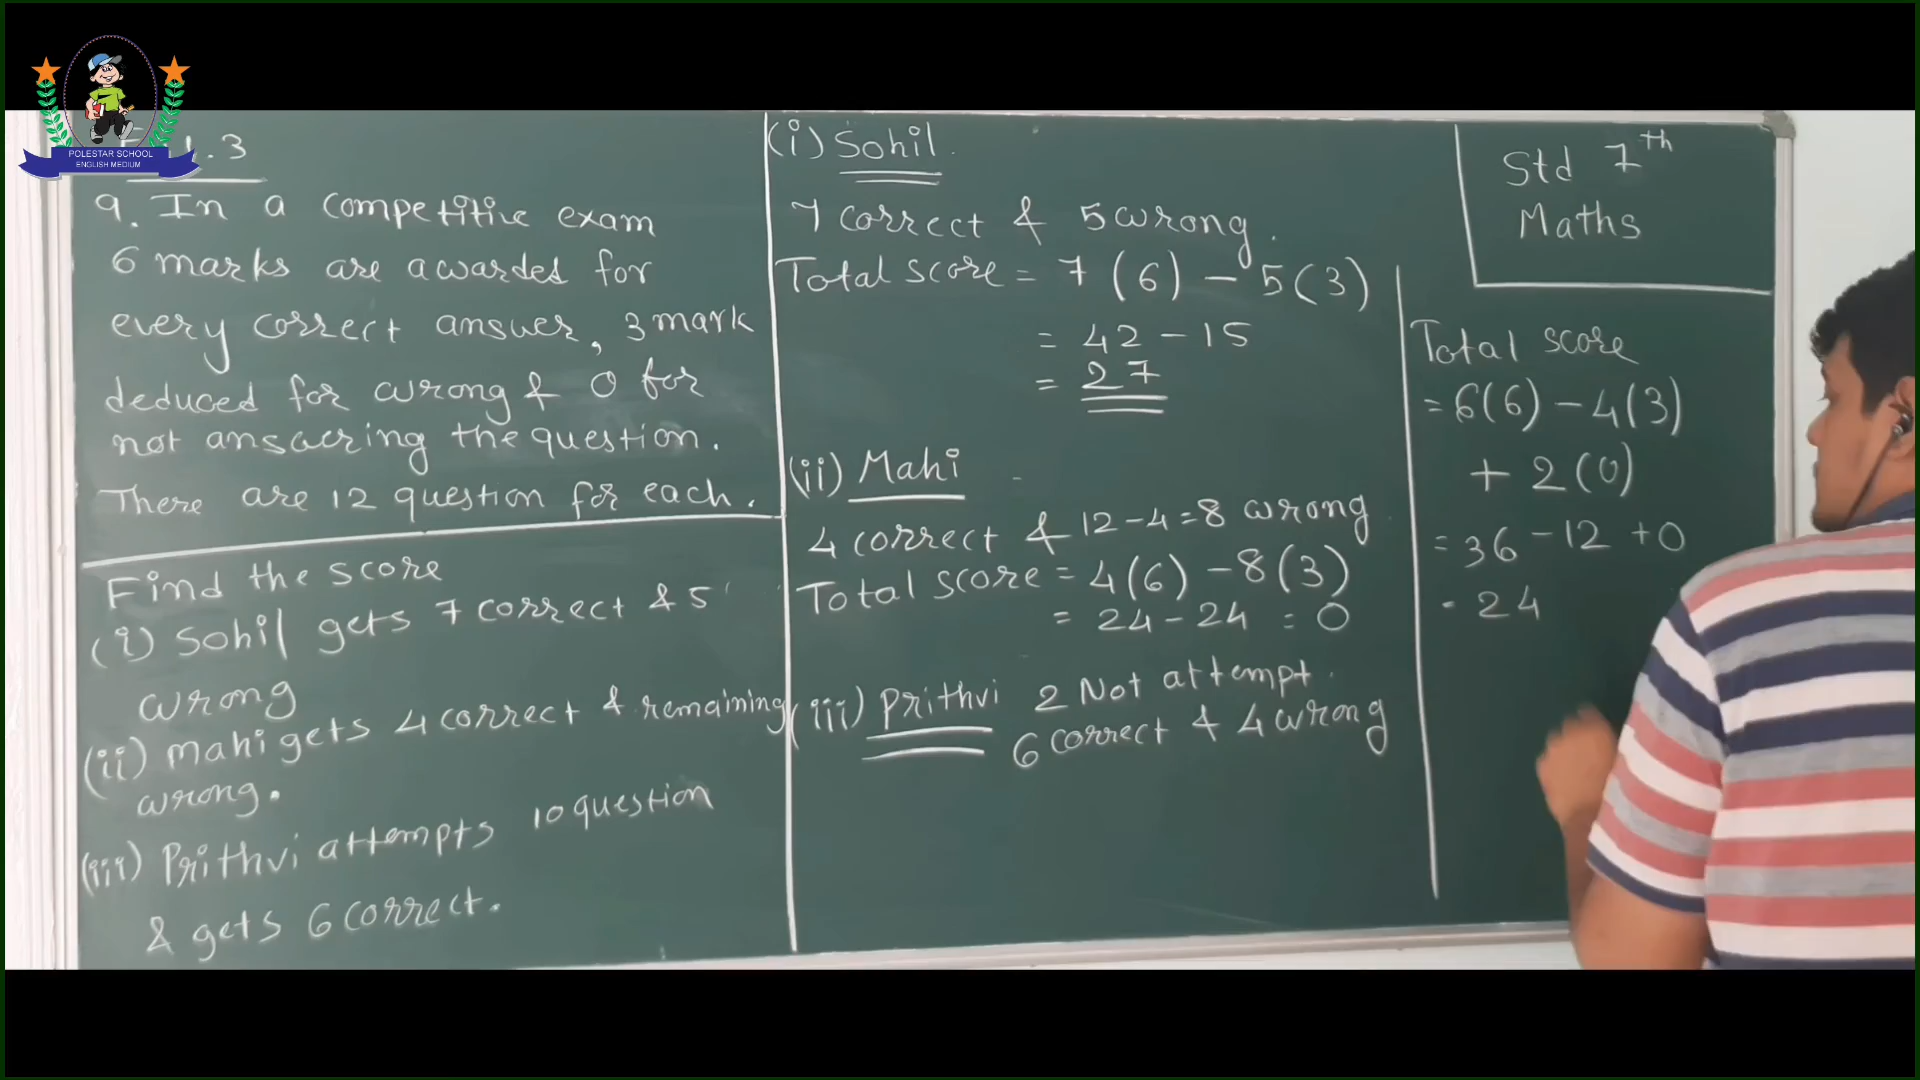 POLESTAR SCHOOL
ENGLISH MEDIUM
1.3
9. In a competitive exam
6 marks are awarded for
every correct answer, 3 mark
deduced for wrong & 0 for
not answering the question.
There are 12 question for each.
Find the score
(i) Sohil gets 7 correct & 5
wrong
(ii) Mahi gets 4 correct & remaining
wrong.
(iii) Prithvi attempts 10 question
& gets 6 correct.
(i) Sohil.
7 correct & 5 wrong.
Total score = 7 (6) - 5 (3)
= 42 - 15
= 27
(ii) Mahi
4 correct & 12-4=8 wrong
Total score = 4(6) - 8(3)
= 24 - 24 = 0
(iii) Prithvi 2 Not attempt.
6 correct & 4 wrong
Std 7th
Maths
Total score
= 6(6) - 4(3)
+ 2 (0)
= 36 - 12 + 0
= 24